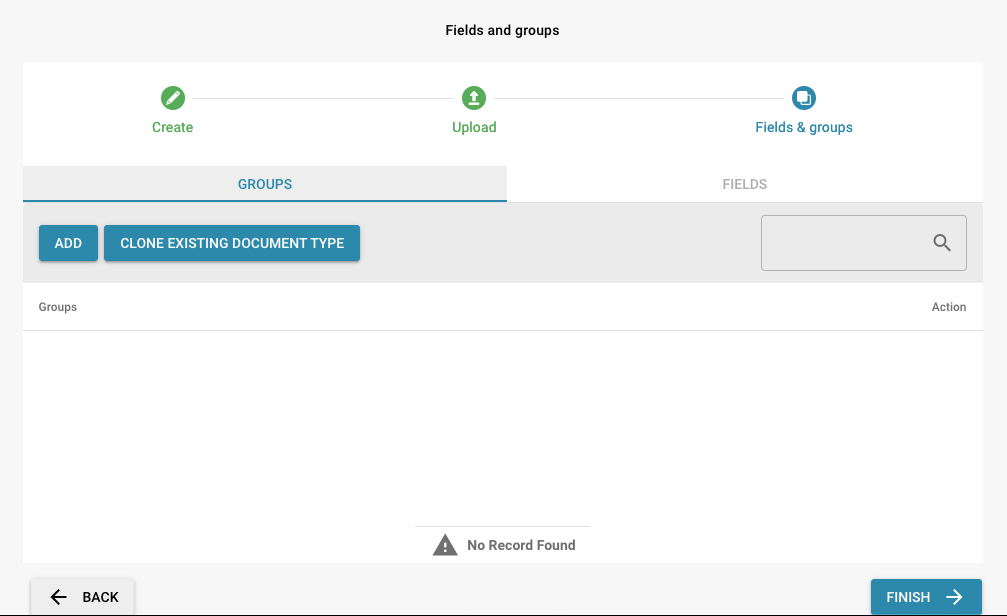 Fields and groups
Create
Upload
Fields & groups
GROUPS
FIELDS
ADD
CLONE EXISTING DOCUMENT TYPE
Groups
Action
No Record Found
BACK
FINISH